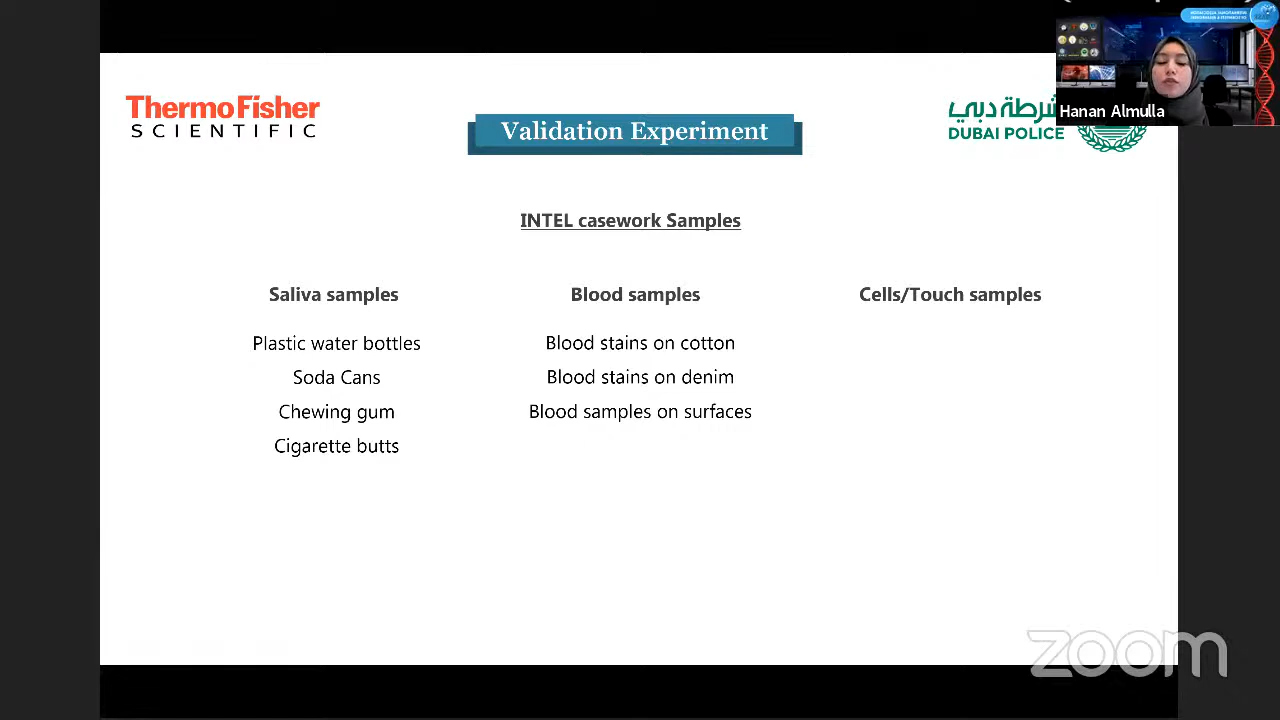 ThermoFisher
SCIENTIFIC
Validation Experiment
شرطة دبي
DUBAI POLICE
Hanan Almulla
INTEL casework Samples
Saliva samples
Plastic water bottles
Soda Cans
Chewing gum
Cigarette butts
Blood samples
Blood stains on cotton
Blood stains on denim
Blood samples on surfaces
Cells/Touch samples
zoom